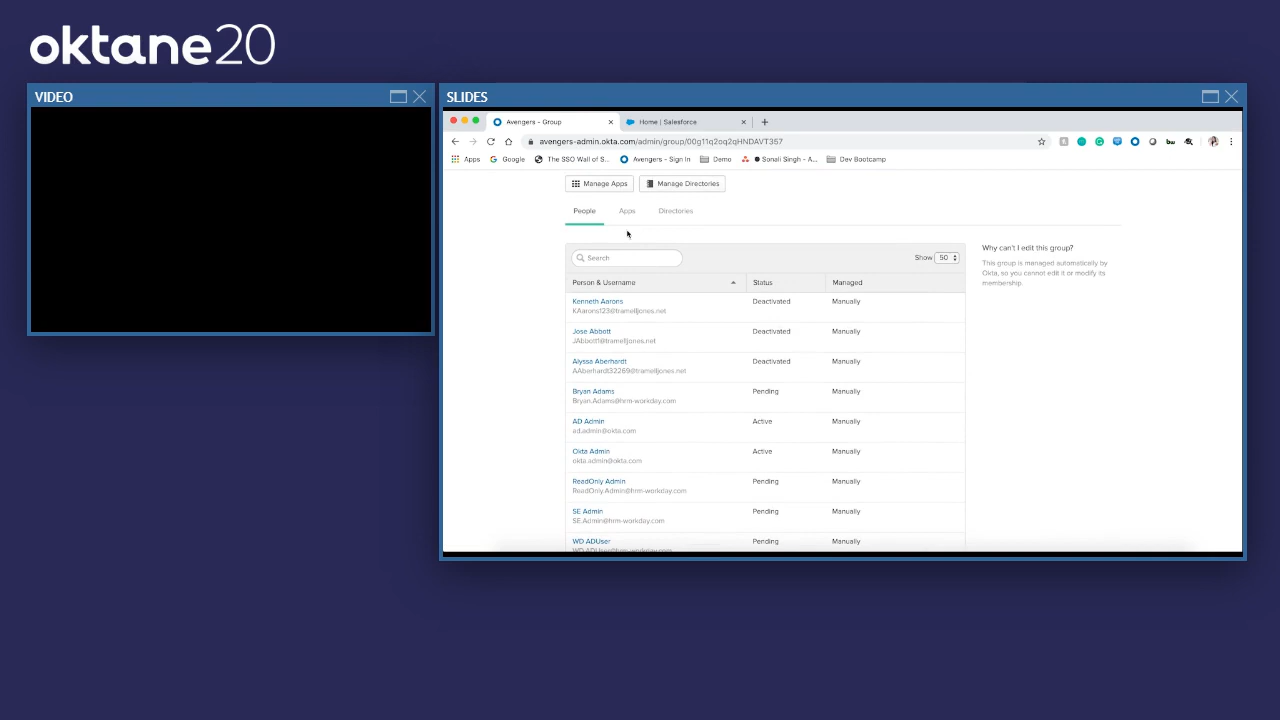 oktane20
VIDEO
SLIDES
Avengers - Group
Home | Salesforce
avengers-admin.okta.com/admin/group/00g11q2oq2qHNDAVT357
Apps
Google
The SSO Wall of S...
Avengers - Sign In
Demo
Sonali Singh - A...
Dev Bootcamp
Manage Apps
Manage Directories
People
Apps
Directories
Search
Show 50
Why can't I edit this group?
This group is managed automatically by
Okta, so you cannot edit it or modify its
membership.
Person & Username
Status
Managed
Kenneth Aarons
Deactivated
Manually
KAarons123@tramelljones.net
Jose Abbott
Deactivated
Manually
JAbbott1@tramelljones.net
Alyssa Aberhardt
Deactivated
Manually
AAberhardt32269@tramelljones.net
Bryan Adams
Pending
Manually
Bryan.Adams@hrm-workday.com
AD Admin
Active
Manually
ad.admin@okta.com
Okta Admin
Active
Manually
okta.admin@okta.com
ReadOnly Admin
Pending
Manually
ReadOnly.Admin@hrm-workday.com
SE Admin
Pending
Manually
SE.Admin@hrm-workday.com
WD ADUser
Pending
Manually